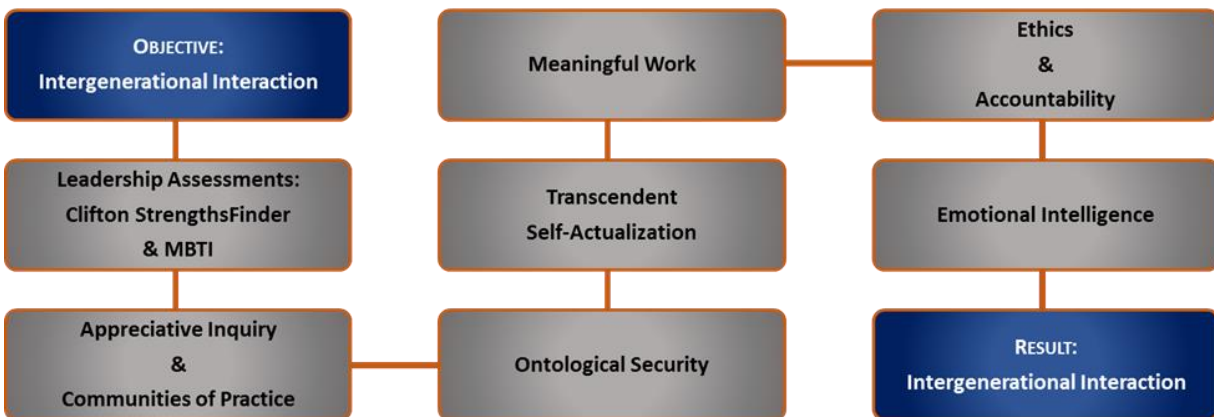 OBJECTIVE:
Intergenerational Interaction
Leadership Assessments:
Clifton StrengthsFinder
& MBTI
Appreciative Inquiry
&
Communities of Practice
Ontological Security
Transcendent
Self-Actualization
Meaningful Work
Ethics
&
Accountability
Emotional Intelligence
RESULT:
Intergenerational Interaction